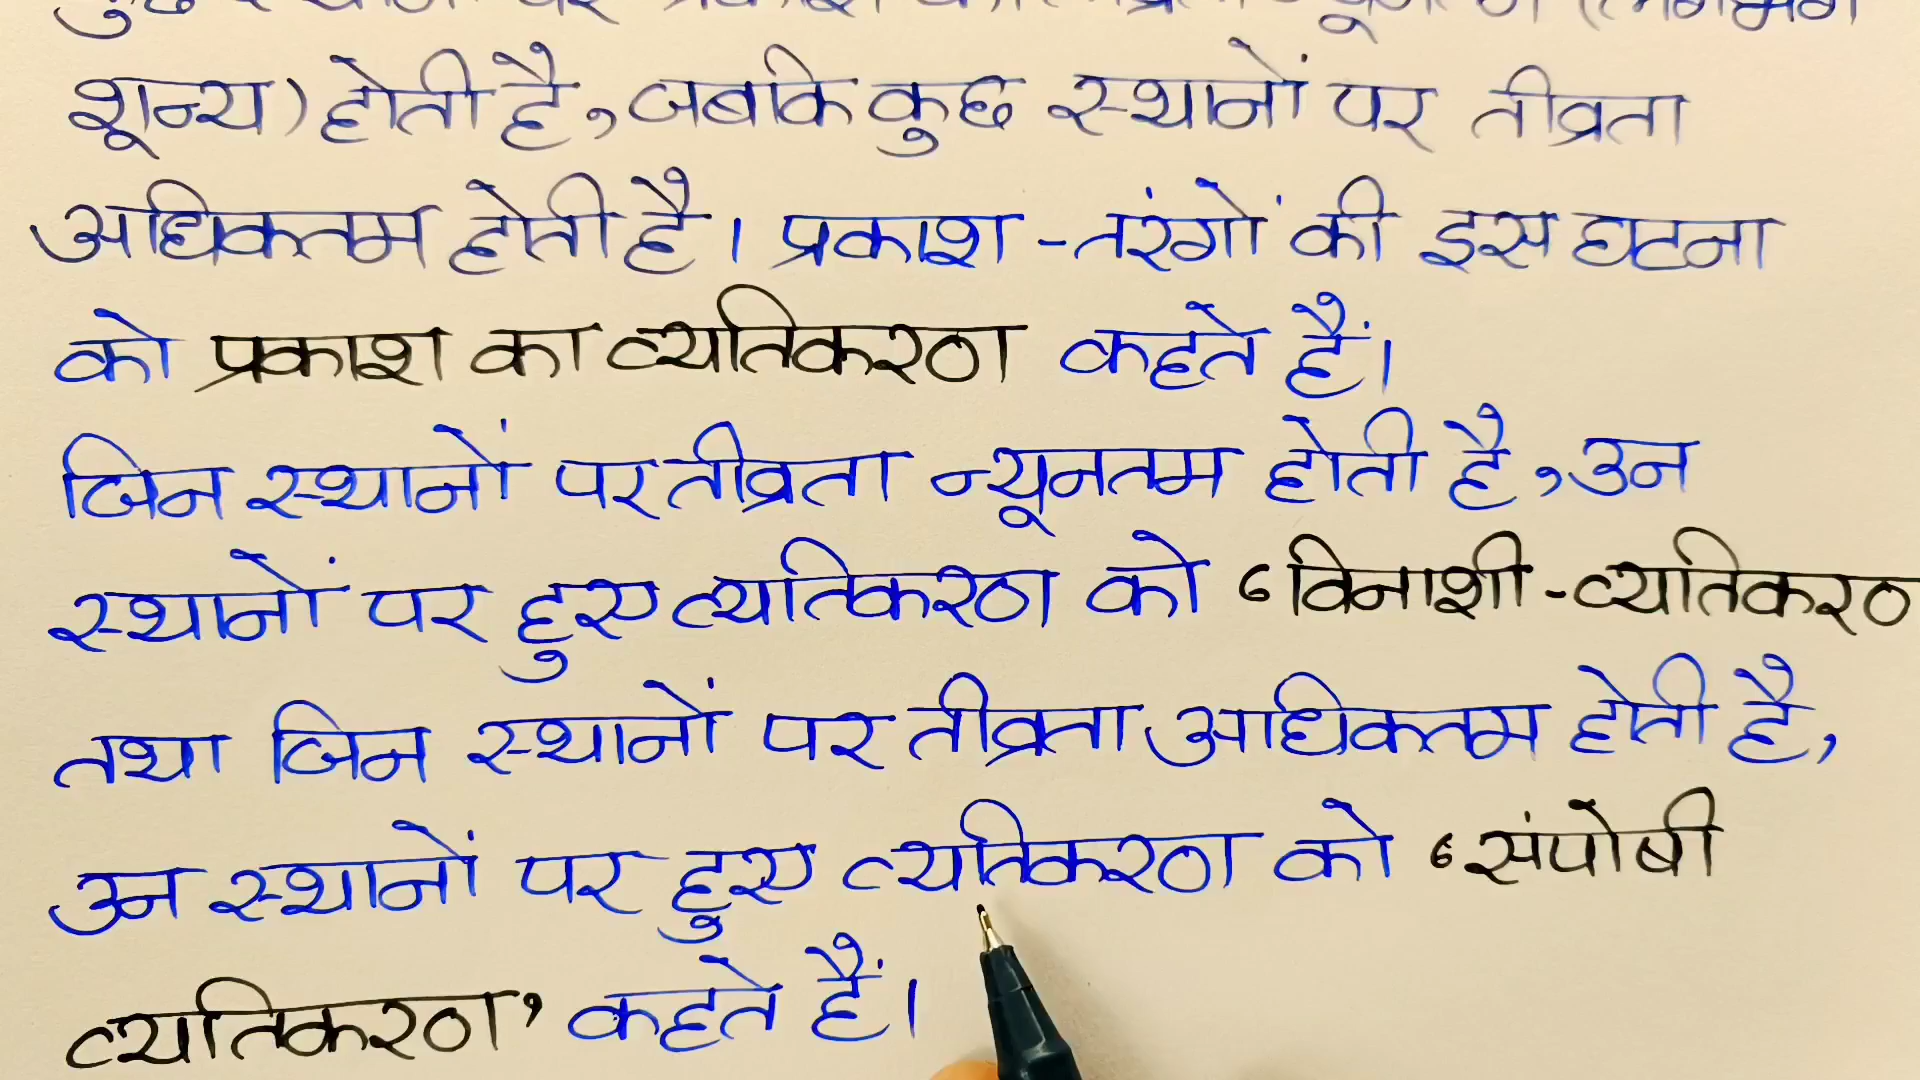 शून्य) होती है, जबकि कुछ स्थानों पर तीव्रता
अधिकतम होती है। प्रकाश-तरंगों की इस घटना
को प्रकाश का व्यतिकरण कहते हैं।
जिन स्थानों पर तीव्रता न्यूनतम होती है, उन
स्थानों पर हुए व्यतिकरण को ‘विनाशी-व्यतिकरण
तथा जिन स्थानों पर तीव्रता अधिकतम होती है,
उन स्थानों पर हुए व्यतिकरण को ‘संपोषी
व्यतिकरण’ कहते हैं।